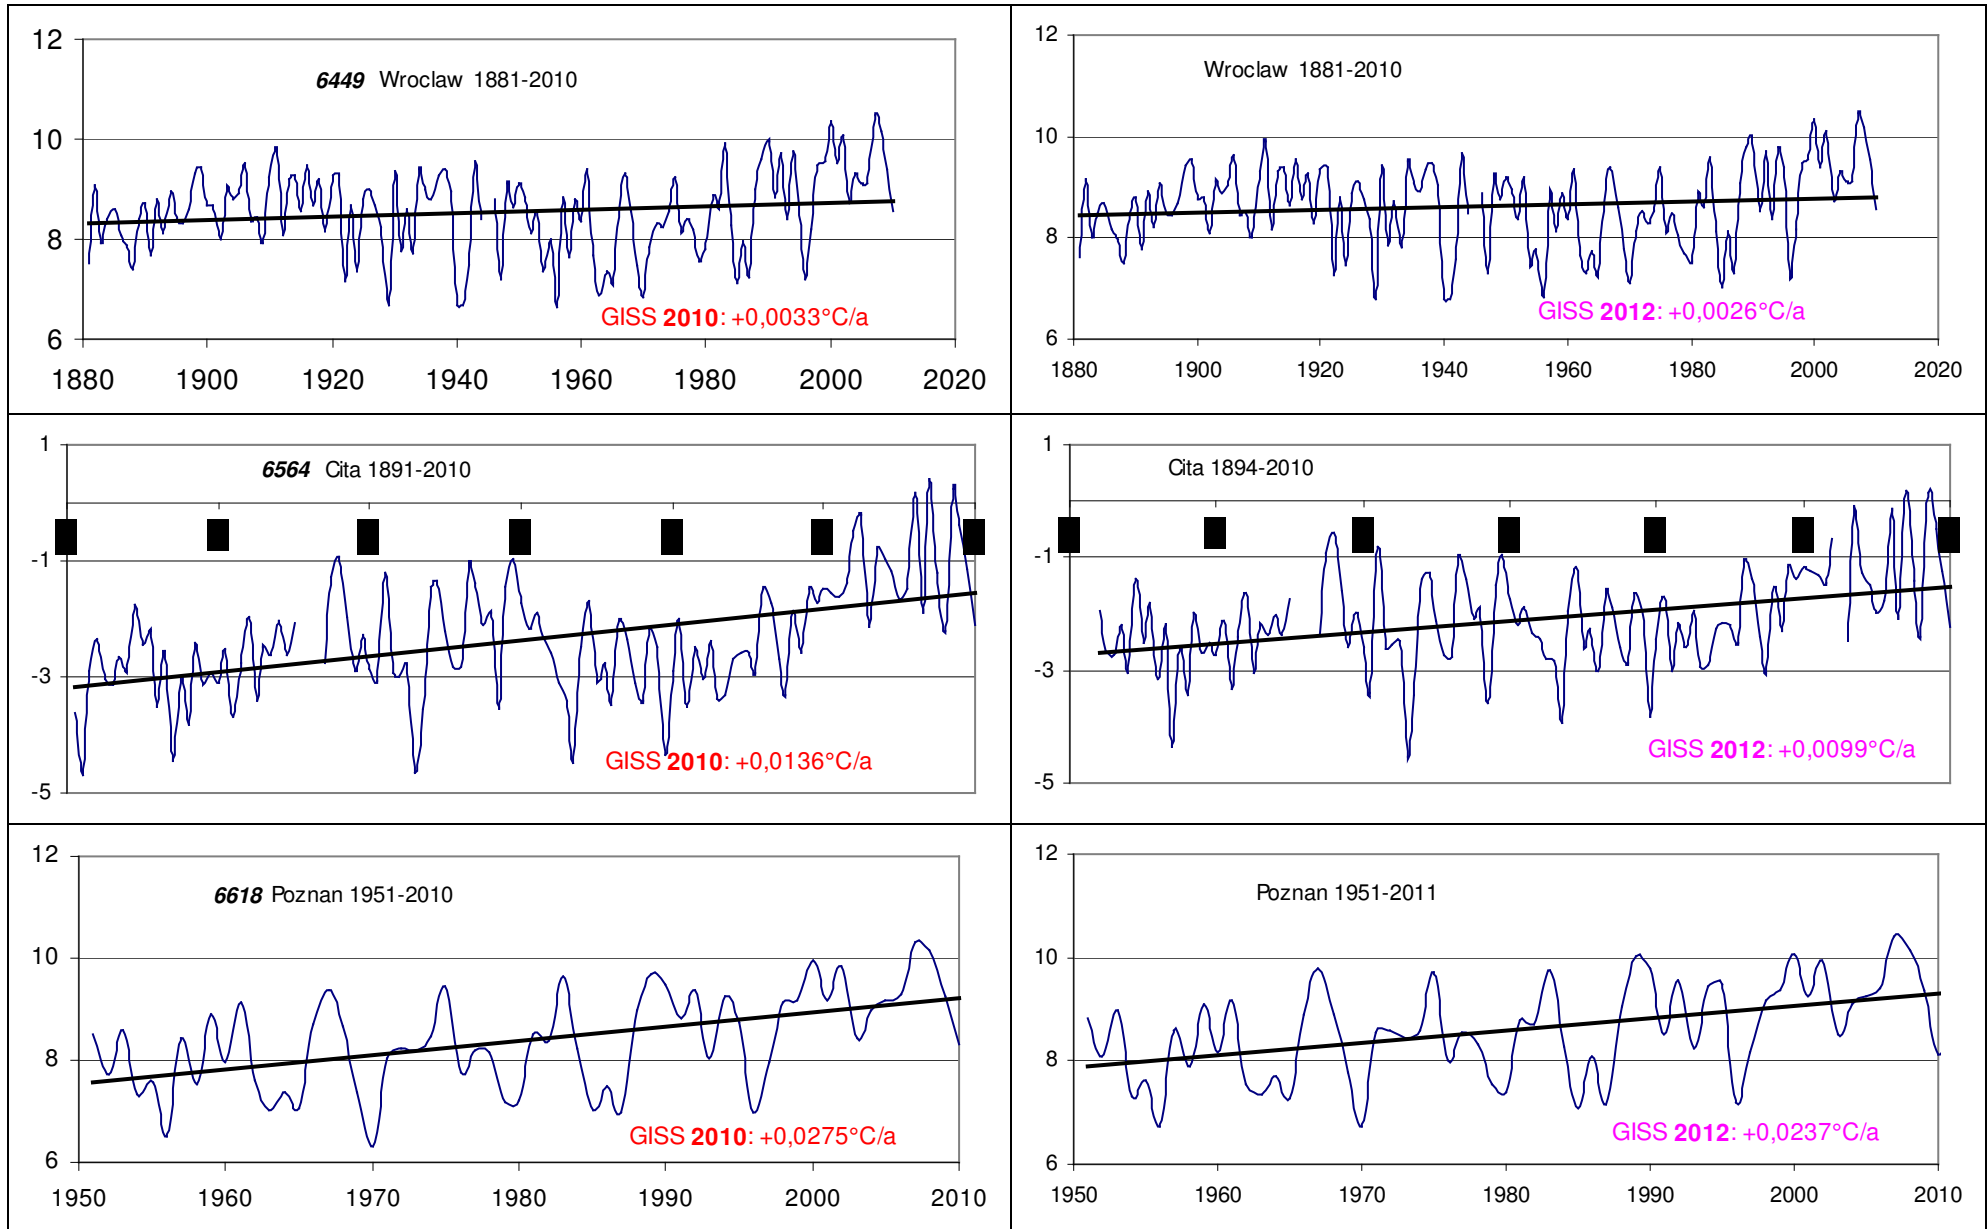 12
6449 Wroclaw 1881-2010
10
8
GISS 2010: +0,0033°C/a
6
1880 1900 1920 1940 1960 1980 2000 2020
12
Wroclaw 1881-2010
10
8
GISS 2012: +0,0026°C/a
6
1880 1900 1920 1940 1960 1980 2000 2020
1
6564 Cita 1891-2010
-1
-3
GISS 2010: +0,0136°C/a
-5
1
Cita 1894-2010
-1
-3
GISS 2012: +0,0099°C/a
-5
12
6618 Poznan 1951-2010
10
8
GISS 2010: +0,0275°C/a
6
1950 1960 1970 1980 1990 2000 2010
12
Poznan 1951-2011
10
8
GISS 2012: +0,0237°C/a
6
1950 1960 1970 1980 1990 2000 2010